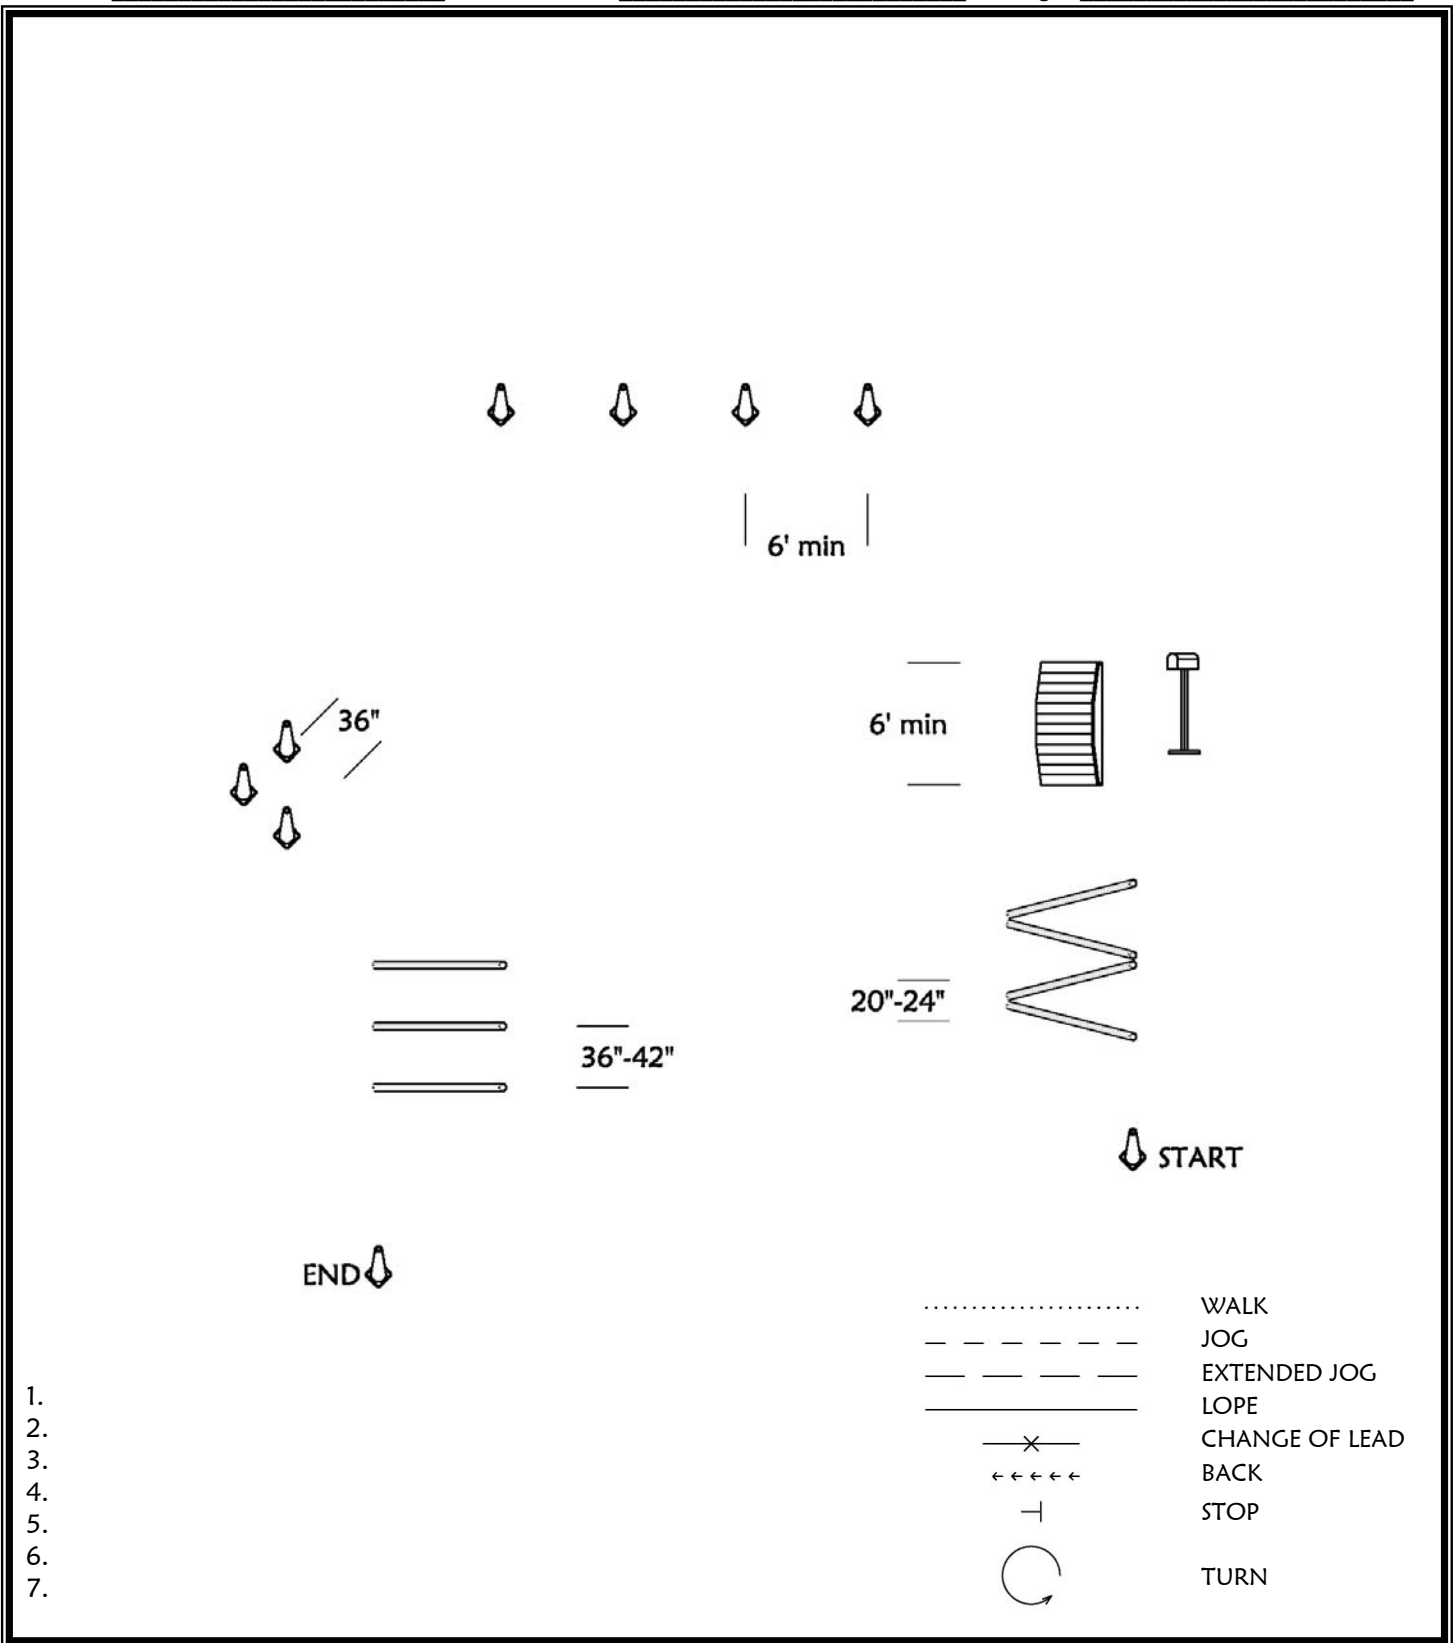 6' min
6' min
36"
20"-24"
36"-42"
START
END
WALK
JOG
EXTENDED JOG
LOPE
CHANGE OF LEAD
BACK
STOP
TURN
1.
2.
3.
4.
5.
6.
7.